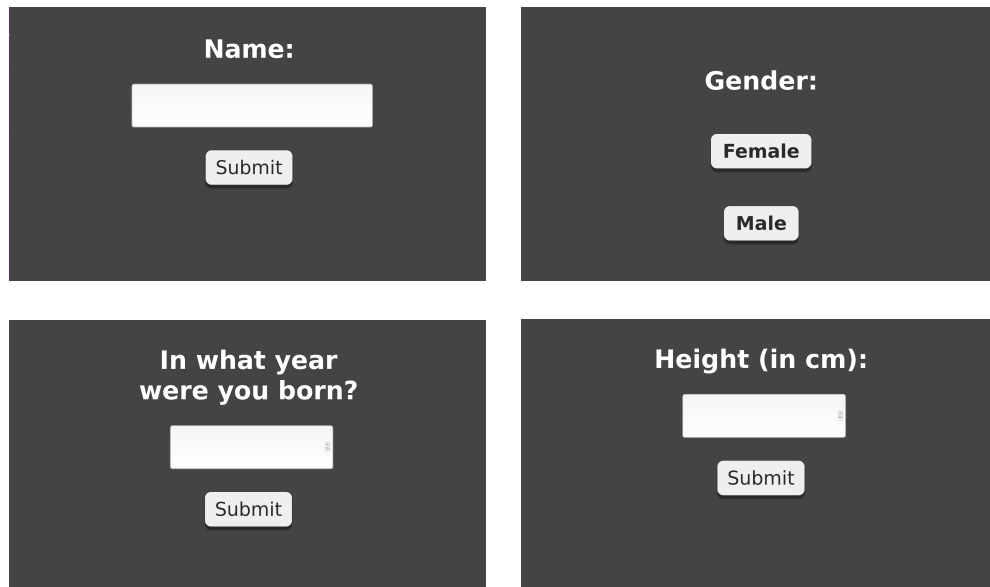 Name:
Submit
Gender:
Female
Male
In what year
were you born?
Submit
Height (in cm):
Submit